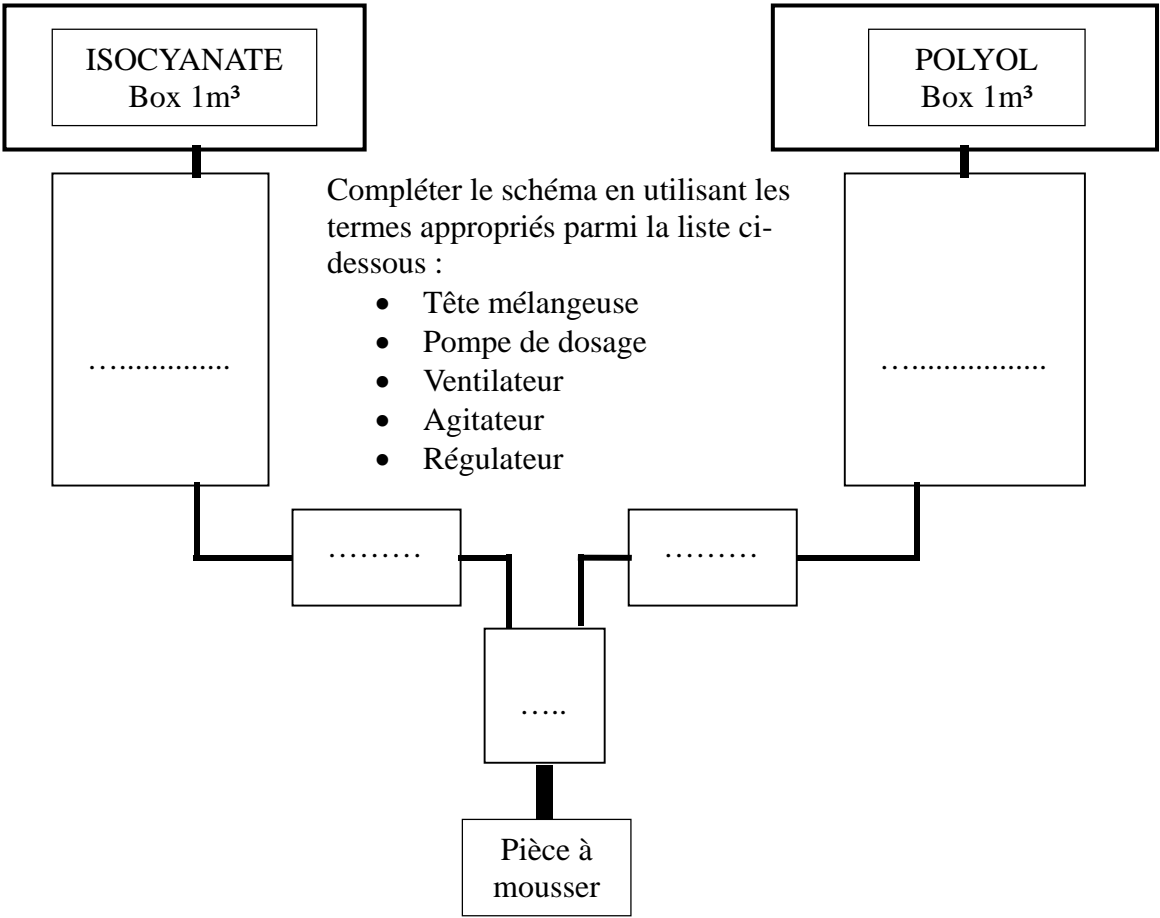 ISOCYANATE
Box 1m³
POLYOL
Box 1m³
Compléter le schéma en utilisant les
termes appropriés parmi la liste ci-
dessous :
• Tête mélangeuse
• Pompe de dosage
• Ventilateur
• Agitateur
• Régulateur
…..............
…..................
………
………
…..
Pièce à
mousser